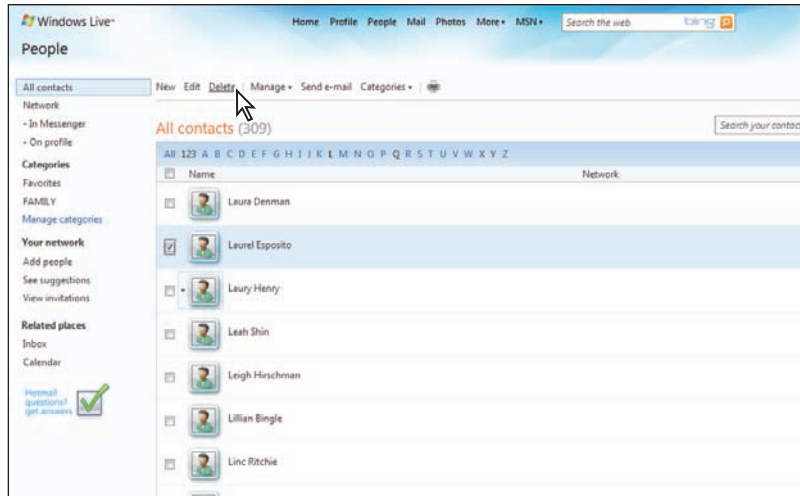 Windows Live™
Home Profile People Mail Photos More MSN
Search the web
bing
People
All contacts
Network
- In Messenger
- On profile
Categories
Favorites
FAMILY
Manage categories
Your network
Add people
See suggestions
View invitations
Related places
Inbox
Calendar
Hotmail
questions?
get answers
New Edit Delete Manage Send e-mail Categories
All contacts (309)
Search your contac
All 123 A B C D E F G H I J K L M N O P Q R S T U V W X Y Z
Name Network
Laura Denman
Laurel Esposito
Laury Henry
Leah Shin
Leigh Hirschman
Lillian Bingle
Linc Ritchie